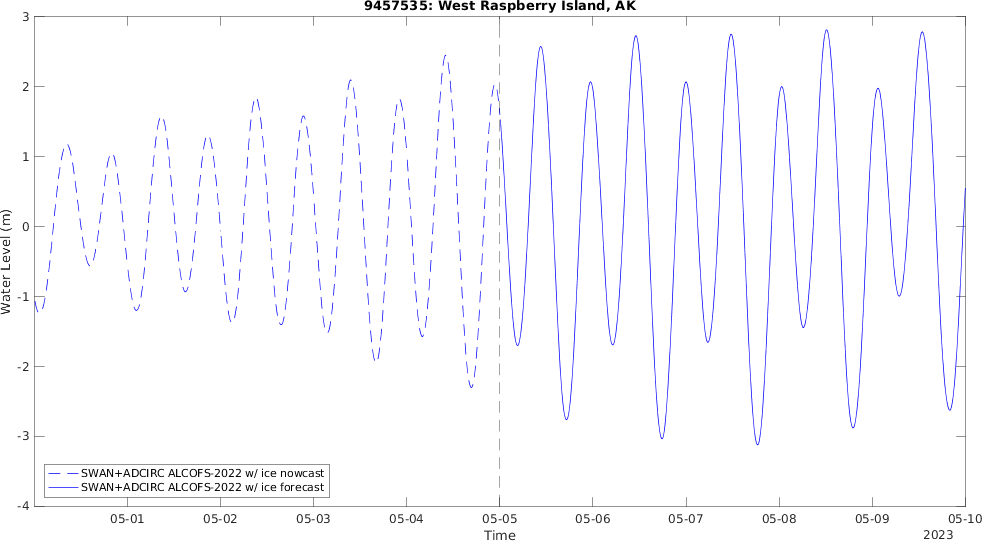 9457535: West Raspberry Island, AK
3
2
1
0
-1
-2
-3
-4
Water Level (m)
SWAN+ADCIRC ALCOFS-2022 w/ ice nowcast
SWAN+ADCIRC ALCOFS-2022 w/ ice forecast
05-01 05-02 05-03 05-04 05-05 05-06 05-07 05-08 05-09 05-10
Time
2023